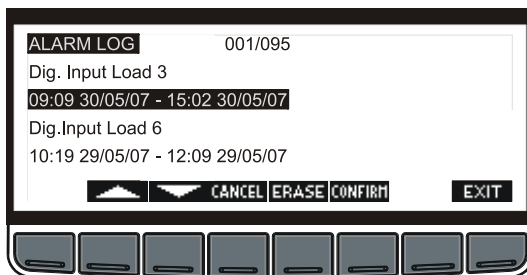 ALARM LOG 001/095
Dig. Input Load 3
09:09 30/05/07 - 15:02 30/05/07
Dig.Input Load 6
10:19 29/05/07 - 12:09 29/05/07
CANCEL ERASE CONFIRM EXIT